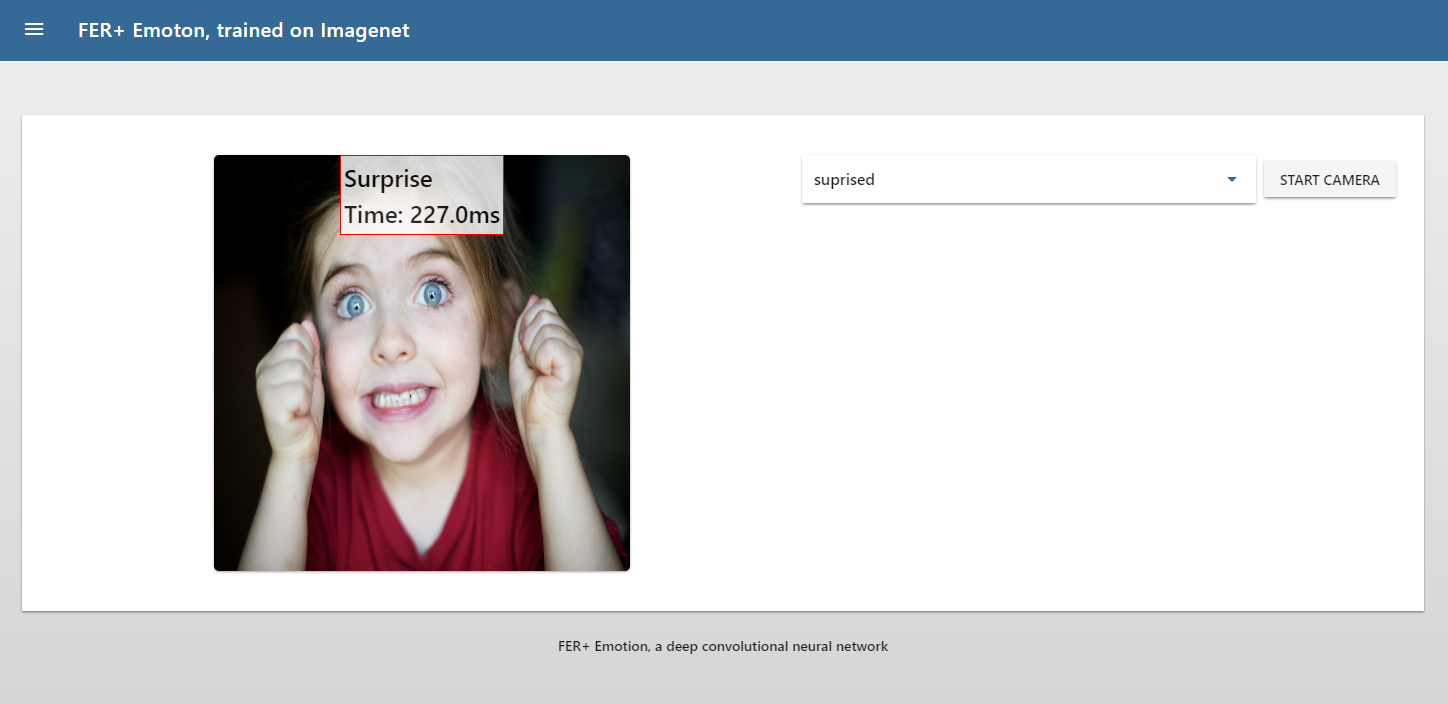 FER+ Emoton, trained on Imagenet
Surprise
Time: 227.0ms
suprised
START CAMERA
FER+ Emotion, a deep convolutional neural network